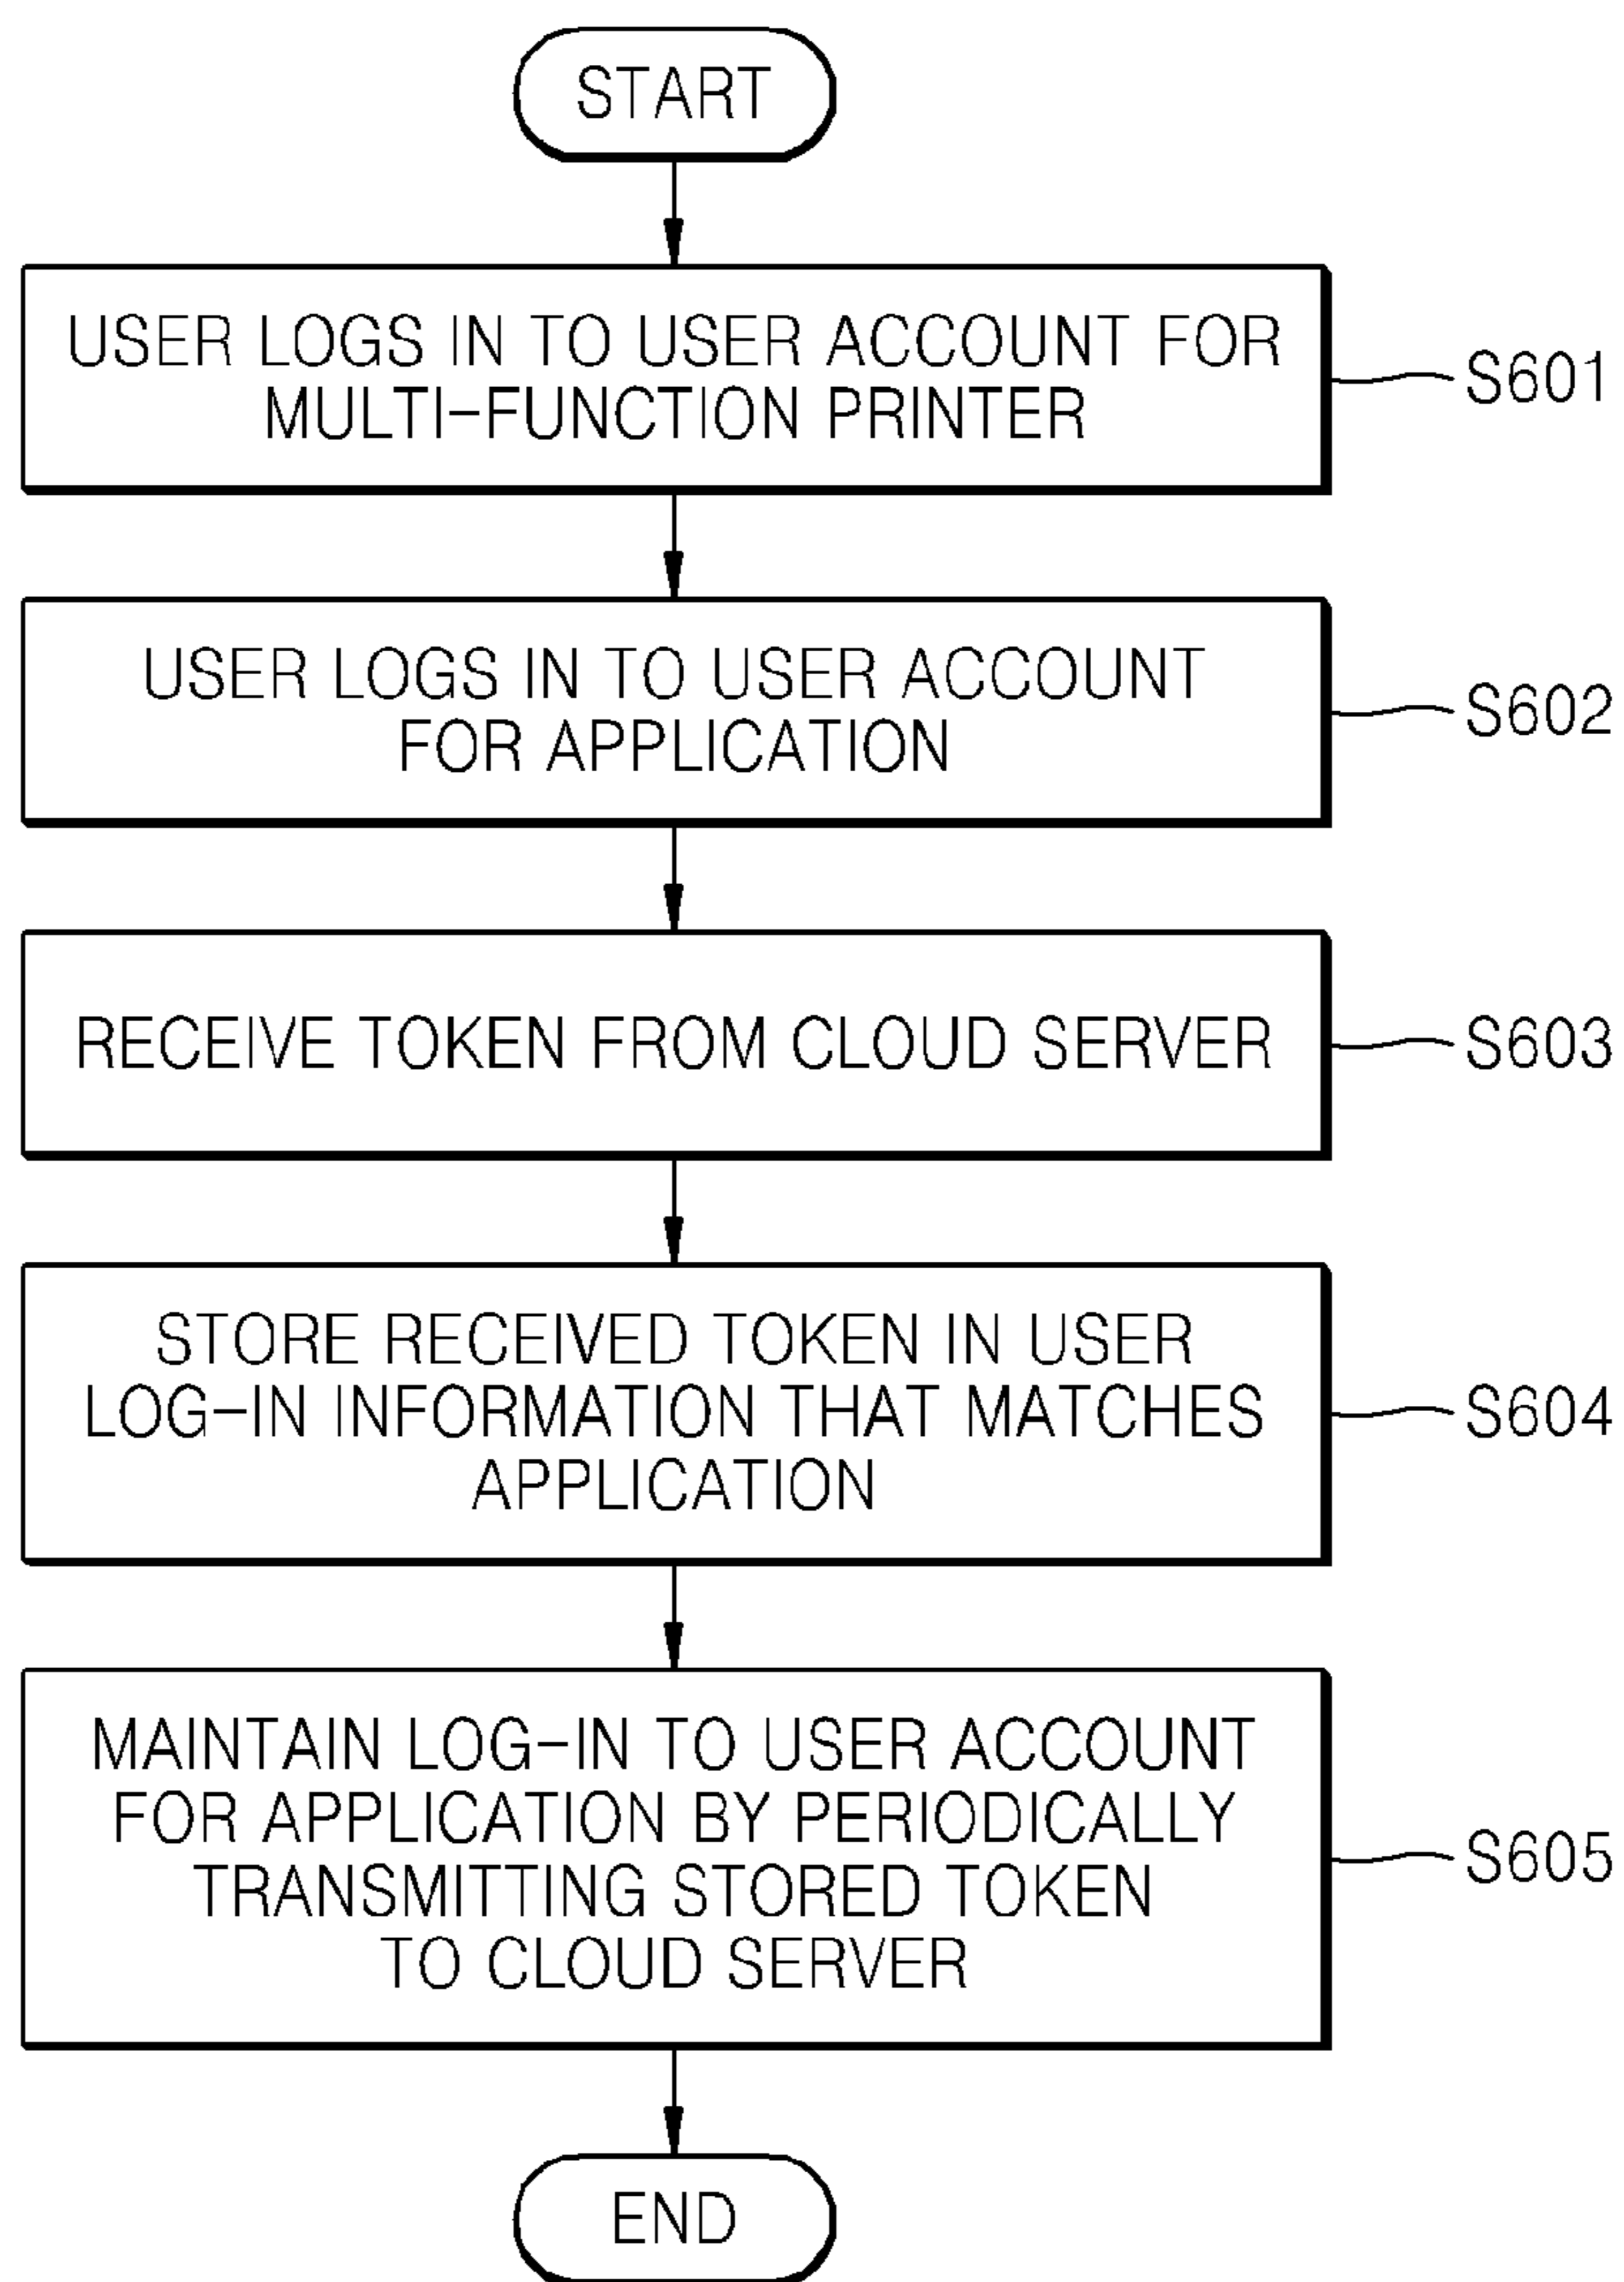 START
USER LOGS IN TO USER ACCOUNT FOR
MULTI-FUNCTION PRINTER
S601
USER LOGS IN TO USER ACCOUNT
FOR APPLICATION
S602
RECEIVE TOKEN FROM CLOUD SERVER
S603
STORE RECEIVED TOKEN IN USER
LOG-IN INFORMATION THAT MATCHES
APPLICATION
S604
MAINTAIN LOG-IN TO USER ACCOUNT
FOR APPLICATION BY PERIODICALLY
TRANSMITTING STORED TOKEN
TO CLOUD SERVER
S605
END